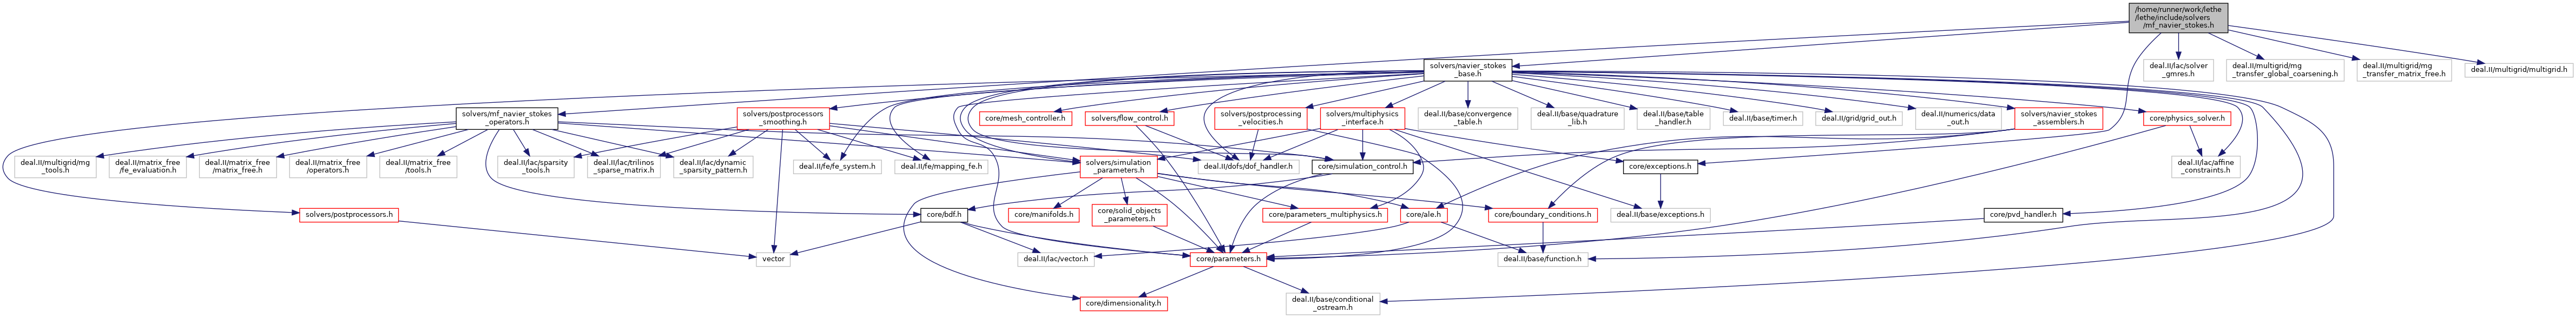 /home/runner/work/lethe
/lethe/include/solvers
/mf_navier_stokes.h
solvers/navier_stokes
_base.h
deal.II/lac/solver
_gmres.h
deal.II/multigrid/mg
_transfer_global_coarsening.h
deal.II/multigrid/mg
_transfer_matrix_free.h
deal.II/multigrid/multigrid.h
solvers/mf_navier_stokes
_operators.h
solvers/postprocessors
_smoothing.h
core/mesh_controller.h
solvers/flow_control.h
solvers/postprocessing
_velocities.h
solvers/multiphysics
_interface.h
deal.II/base/convergence
_table.h
deal.II/base/quadrature
_lib.h
deal.II/base/table
_handler.h
deal.II/base/timer.h
deal.II/grid/grid_out.h
deal.II/numerics/data
_out.h
solvers/navier_stokes
_assemblers.h
core/physics_solver.h
deal.II/multigrid/mg
_tools.h
deal.II/matrix_free
/fe_evaluation.h
deal.II/matrix_free
/matrix_free.h
deal.II/matrix_free
/operators.h
deal.II/matrix_free
/tools.h
deal.II/lac/sparsity
_tools.h
deal.II/lac/trilinos
_sparse_matrix.h
deal.II/lac/dynamic
_sparsity_pattern.h
deal.II/fe/fe_system.h
deal.II/fe/mapping_fe.h
solvers/simulation
_parameters.h
deal.II/dofs/dof_handler.h
core/simulation_control.h
core/exceptions.h
deal.II/lac/affine
_constraints.h
solvers/postprocessors.h
core/bdf.h
core/manifolds.h
core/solid_objects
_parameters.h
core/parameters_multiphysics.h
core/ale.h
core/boundary_conditions.h
deal.II/base/exceptions.h
core/pvd_handler.h
vector
deal.II/lac/vector.h
core/parameters.h
deal.II/base/function.h
core/dimensionality.h
deal.II/base/conditional
_ostream.h